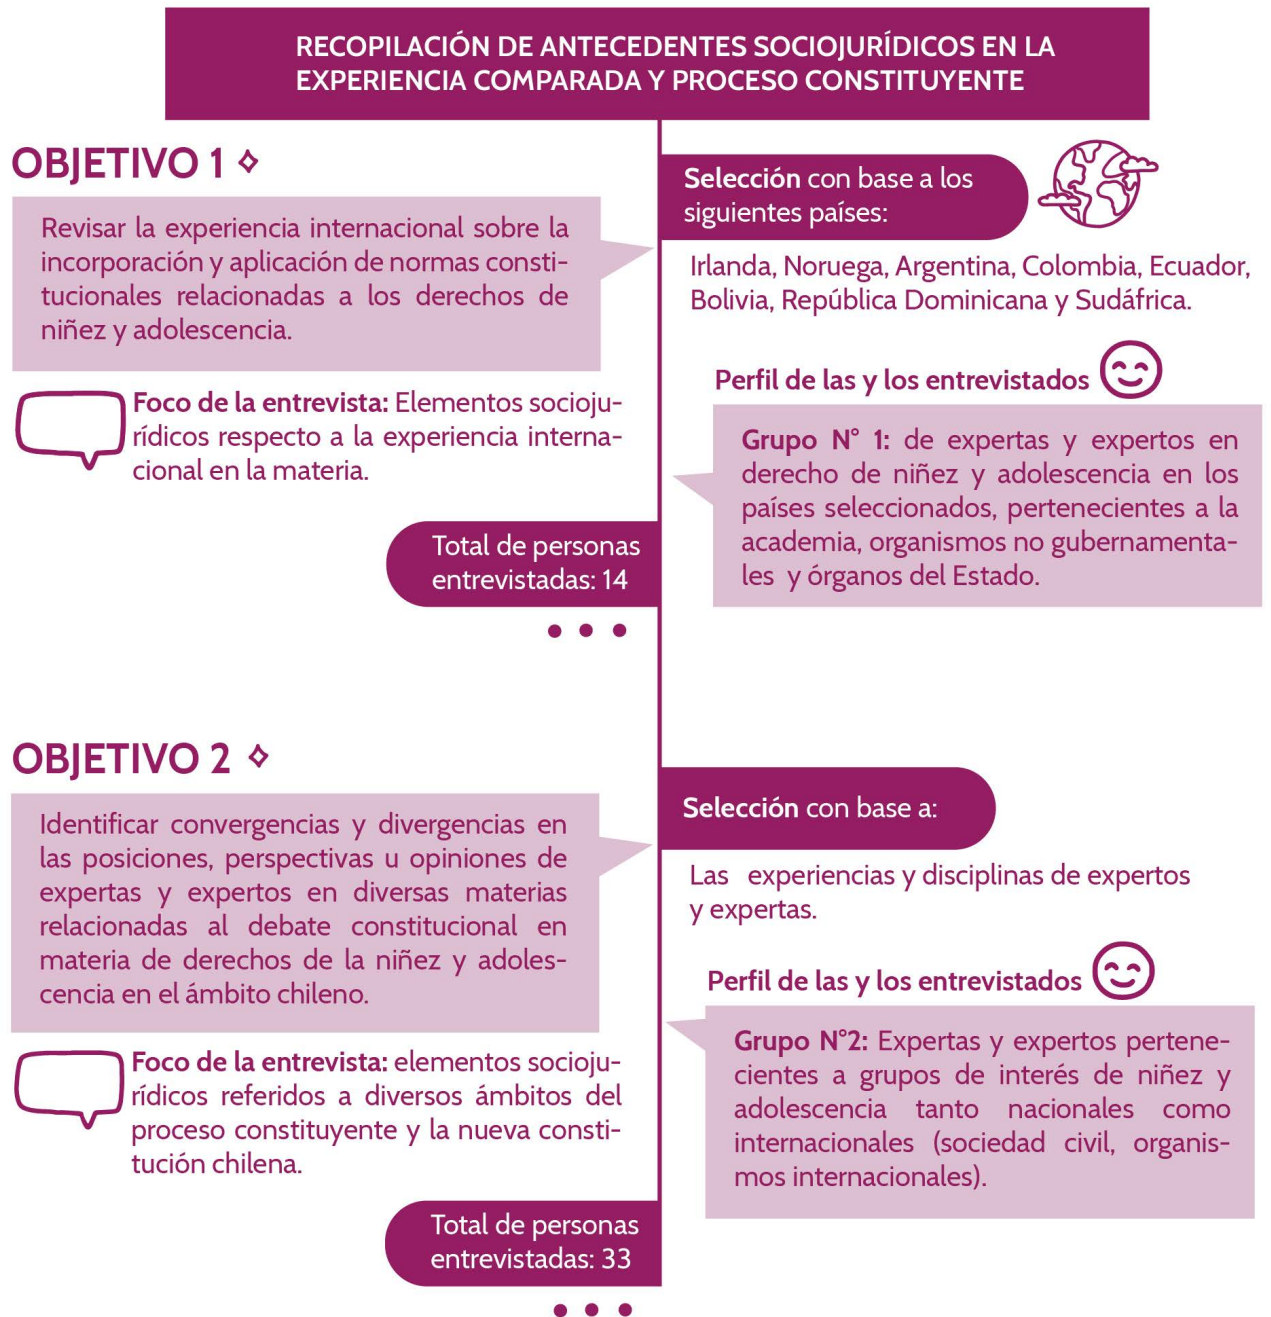 RECOPILACIÓN DE ANTECEDENTES SOCIOJURÍDICOS EN LA
EXPERIENCIA COMPARADA Y PROCESO CONSTITUYENTE
OBJETIVO 1
Revisar la experiencia internacional sobre la
incorporación y aplicación de normas consti-
tucionales relacionadas a los derechos de
niñez y adolescencia.
Foco de la entrevista: Elementos socioju-
rídicos respecto a la experiencia interna-
cional en la materia.
Total de personas
entrevistadas: 14
Selección con base a los
siguientes países:
Irlanda, Noruega, Argentina, Colombia, Ecuador,
Bolivia, República Dominicana y Sudáfrica.
Perfil de las y los entrevistados
Grupo N° 1: de expertas y expertos en
derecho de niñez y adolescencia en los
países seleccionados, pertenecientes a la
academia, organismos no gubernamenta-
les y órganos del Estado.
OBJETIVO 2
Identificar convergencias y divergencias en
las posiciones, perspectivas u opiniones de
expertas y expertos en diversas materias
relacionadas al debate constitucional en
materia de derechos de la niñez y adoles-
cencia en el ámbito chileno.
Foco de la entrevista: elementos socioju-
rídicos referidos a diversos ámbitos del
proceso constituyente y la nueva consti-
tución chilena.
Total de personas
entrevistadas: 33
Selección con base a:
Las experiencias y disciplinas de expertos
y expertas.
Perfil de las y los entrevistados
Grupo N°2: Expertas y expertos pertene-
cientes a grupos de interés de niñez y
adolescencia tanto nacionales como
internacionales (sociedad civil, organis-
mos internacionales).